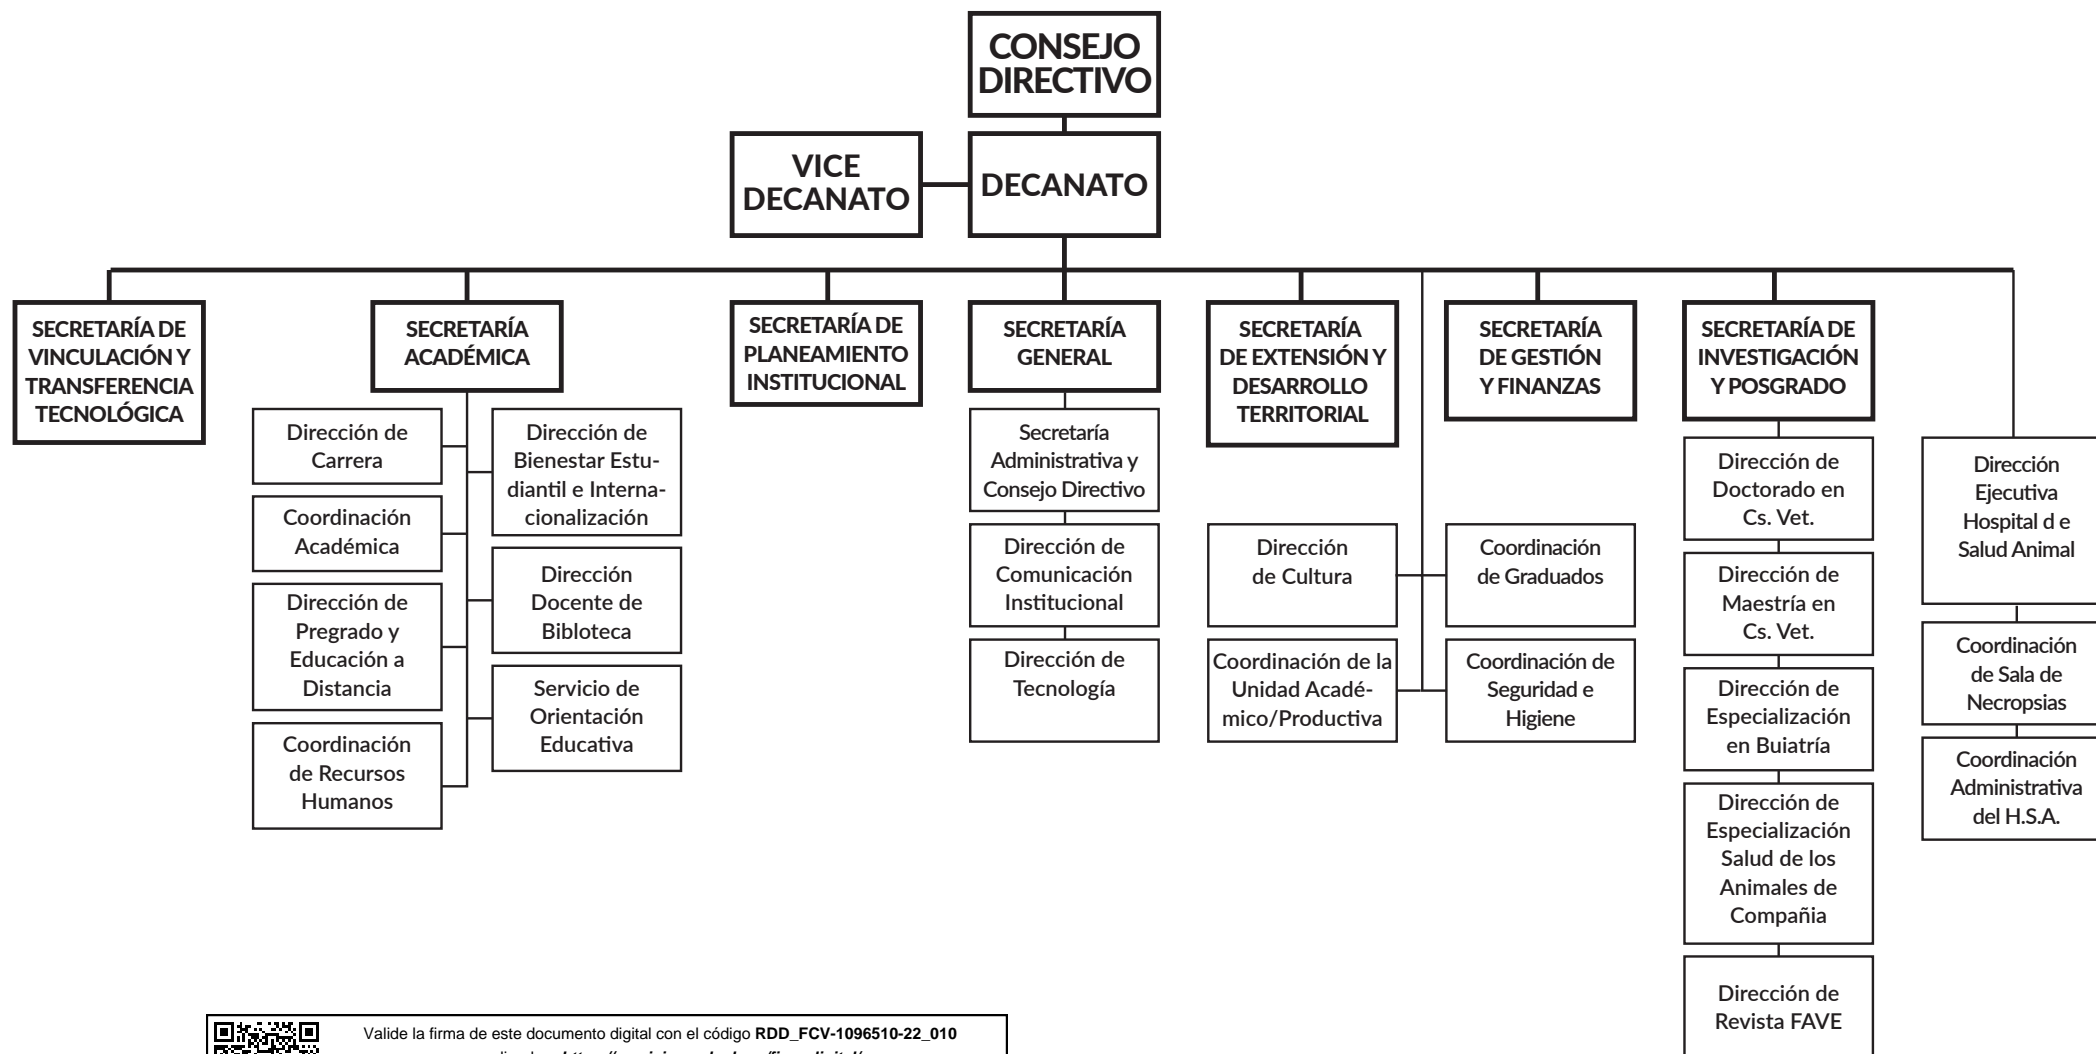 CONSEJO
DIRECTIVO
VICE
DECANATO
DECANATO
SECRETARÍA DE
VINCULACIÓN Y
TRANSFERENCIA
TECNOLÓGICA
SECRETARÍA
ACADÉMICA
Dirección de
Carrera
Coordinación
Académica
Dirección de
Pregrado y
Educación a
Distancia
Coordinación
de Recursos
Humanos
Dirección de
Bienestar Estu-
diantil e Interna-
cionalización
Dirección
Docente de
Bibloteca
Servicio de
Orientación
Educativa
SECRETARÍA DE
PLANEAMIENTO
INSTITUCIONAL
SECRETARÍA
GENERAL
Secretaría
Administrativa y
Consejo Directivo
Dirección de
Comunicación
Institucional
Dirección de
Tecnología
SECRETARÍA
DE EXTENSIÓN Y
DESARROLLO
TERRITORIAL
SECRETARÍA
DE GESTIÓN
Y FINANZAS
Dirección
de Cultura
Coordinación
de Graduados
Coordinación de la
Unidad Acadé-
mico/Productiva
Coordinación de
Seguridad e
Higiene
SECRETARÍA DE
INVESTIGACIÓN
Y POSGRADO
Dirección de
Doctorado en
Cs. Vet.
Dirección de
Maestría en
Cs. Vet.
Dirección de
Especialización
en Buiatría
Dirección de
Especialización
Salud de los
Animales de
Compañia
Dirección de
Revista FAVE
Dirección
Ejecutiva
Hospital d e
Salud Animal
Coordinación
de Sala de
Necropsias
Coordinación
Administrativa
del H.S.A.
Valide la firma de este documento digital con el código RDD_FCV-1096510-22_010